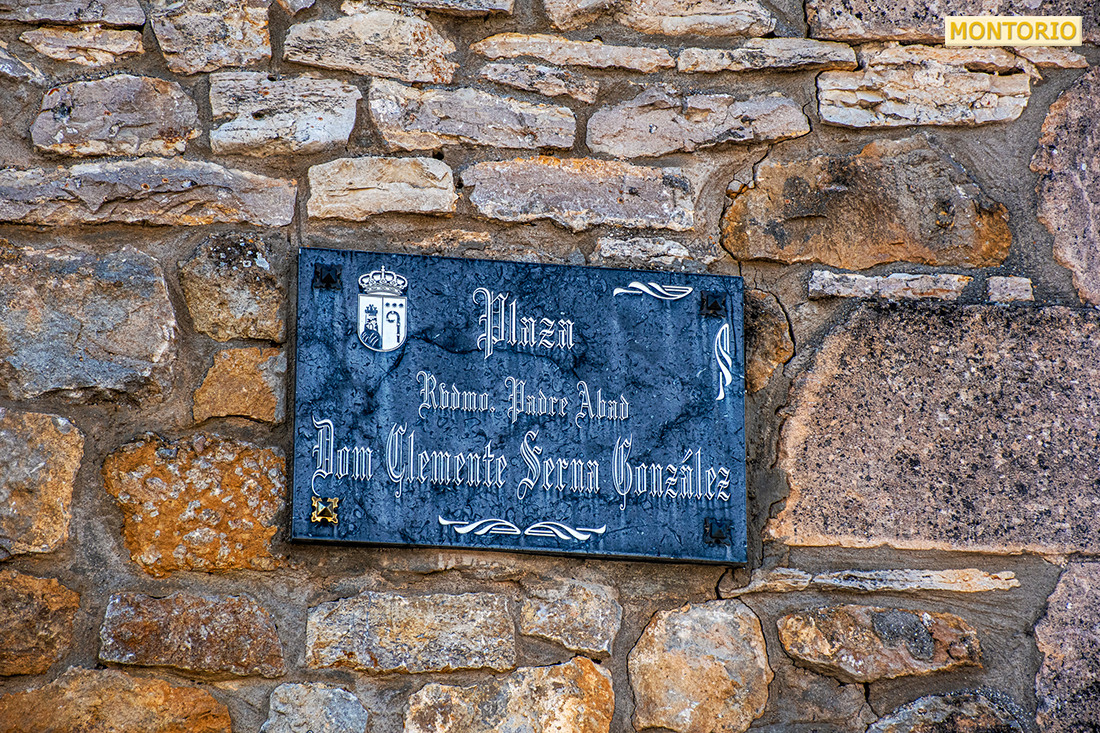 MONTORIO
Plaza
Rvdmo. Padre Abad
Dom Clemente Serna González